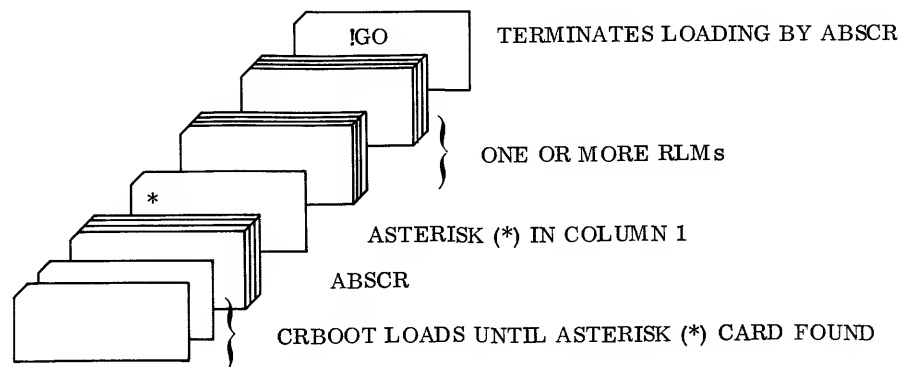 !GO
TERMINATES LOADING BY ABSCR
ONE OR MORE RLMs
*
ASTERISK (*) IN COLUMN 1
ABSCR
CRBOOT LOADS UNTIL ASTERISK (*) CARD FOUND